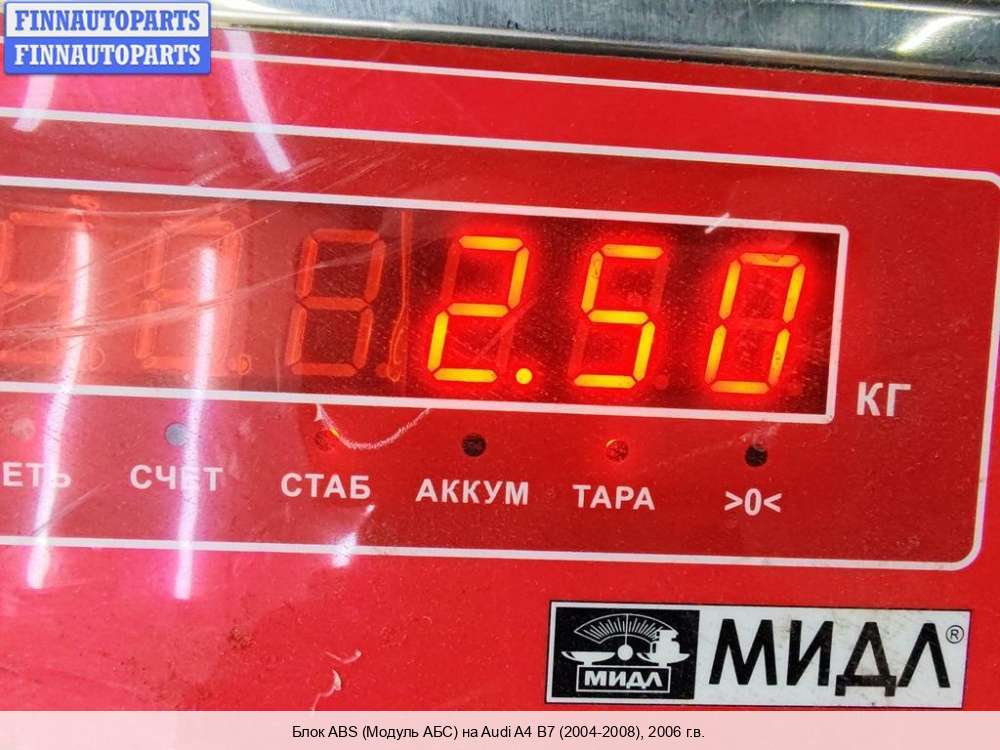 FINNAUTOPARTS
FINNAUTOPARTS
2.50
КГ
ЕТЬ СЧЕТ СТАБ АККУМ ТАРА >0<
МИДЛ МИДЛ®
Блок ABS (Модуль АБС) на Audi A4 B7 (2004-2008), 2006 г.в.